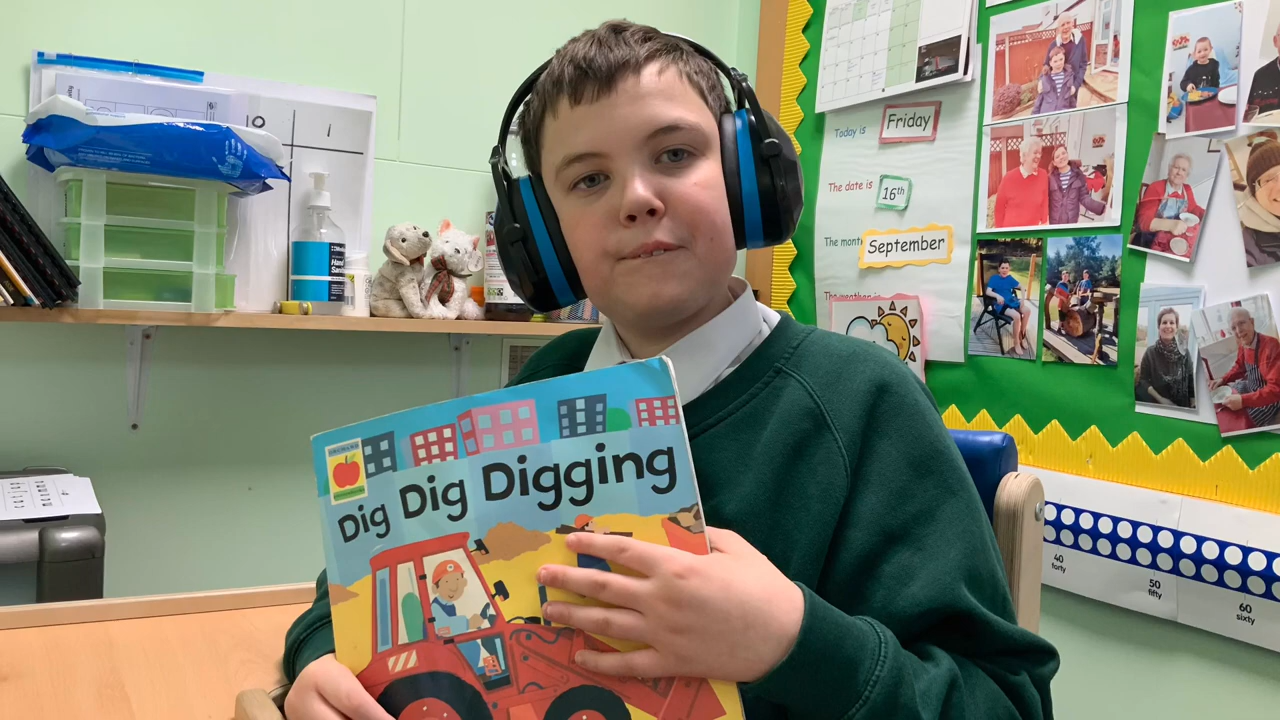 Today is
Friday
The date is
16th
The month
September
Dig Dig Digging
40
forty
50
fifty
60
sixty